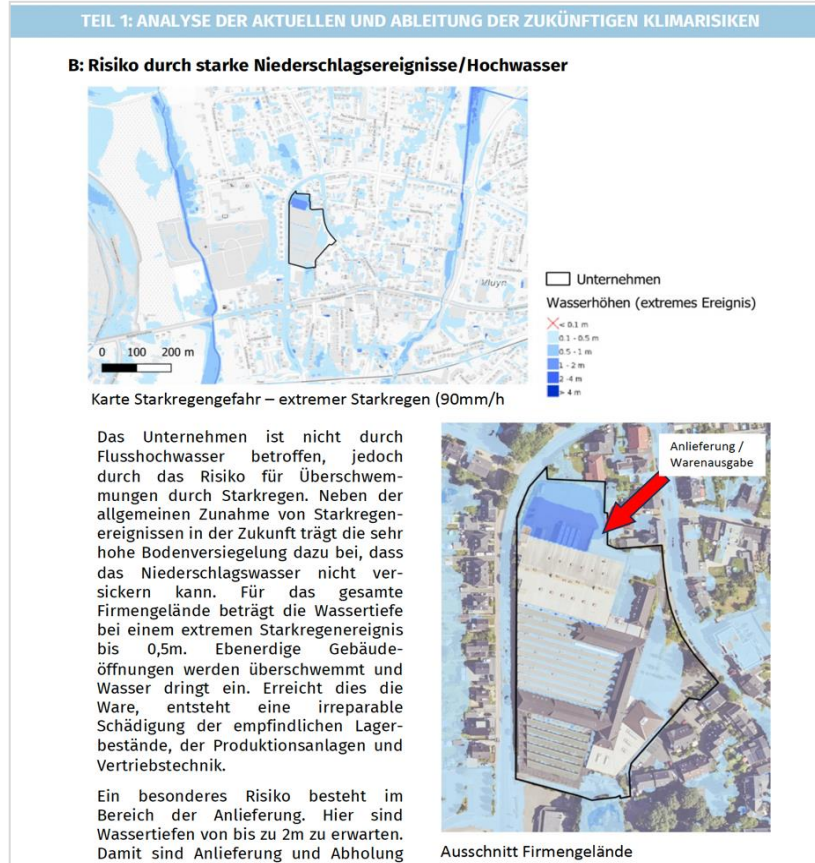 TEIL 1: ANALYSE DER AKTUELLEN UND ABLEITUNG DER ZUKÜNFTIGEN KLIMARISIKEN
B: Risiko durch starke Niederschlagsereignisse/Hochwasser
Vluyn
0 100 200 m
Unternehmen
Wasserhöhen (extremes Ereignis)
< 0.1 m
0.1 - 0.5 m
0.5 - 1 m
1 - 2 m
2 -4 m
> 4 m
Karte Starkregengefahr – extremer Starkregen (90mm/h
Das Unternehmen ist nicht durch
Flusshochwasser betroffen, jedoch
durch das Risiko für Überschwem-
mungen durch Starkregen. Neben der
allgemeinen Zunahme von Starkregen-
ereignissen in der Zukunft trägt die sehr
hohe Bodenversiegelung dazu bei, dass
das Niederschlagswasser nicht ver-
sickern kann. Für das gesamte
Firmengelände beträgt die Wassertiefe
bei einem extremen Starkregenereignis
bis 0,5m. Ebenerdige Gebäude-
öffnungen werden überschwemmt und
Wasser dringt ein. Erreicht dies die
Ware, entsteht eine irreparable
Schädigung der empfindlichen Lager-
bestände, der Produktionsanlagen und
Vertriebstechnik.
Ein besonderes Risiko besteht im
Bereich der Anlieferung. Hier sind
Wassertiefen von bis zu 2m zu erwarten.
Damit sind Anlieferung und Abholung
Anlieferung /
Warenausgabe
Ausschnitt Firmengelände